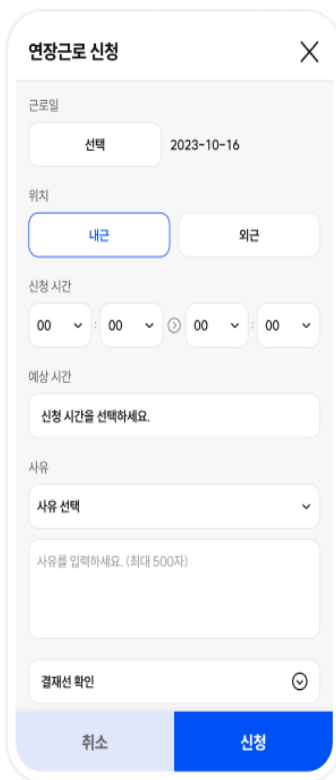 연장근로 신청
근로일
선택 2023-10-16
위치
내근 외근
신청 시간
00 : 00 00 : 00
예상 시간
신청 시간을 선택하세요.
사유
사유 선택
사유를 입력하세요. (최대 500자)
결재선 확인
취소 신청